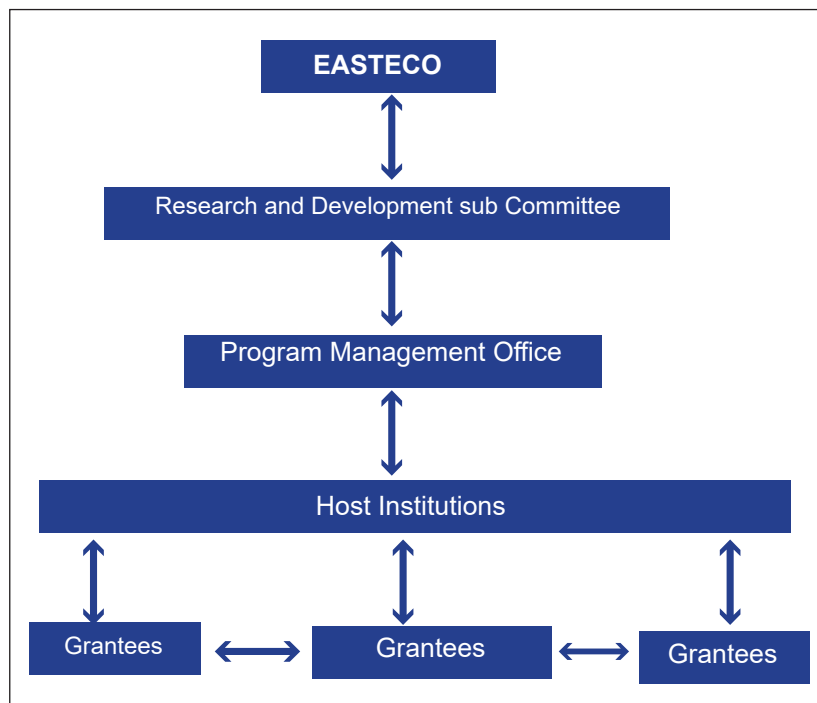 EASTECO
Research and Development sub Committee
Program Management Office
Host Institutions
Grantees
Grantees
Grantees